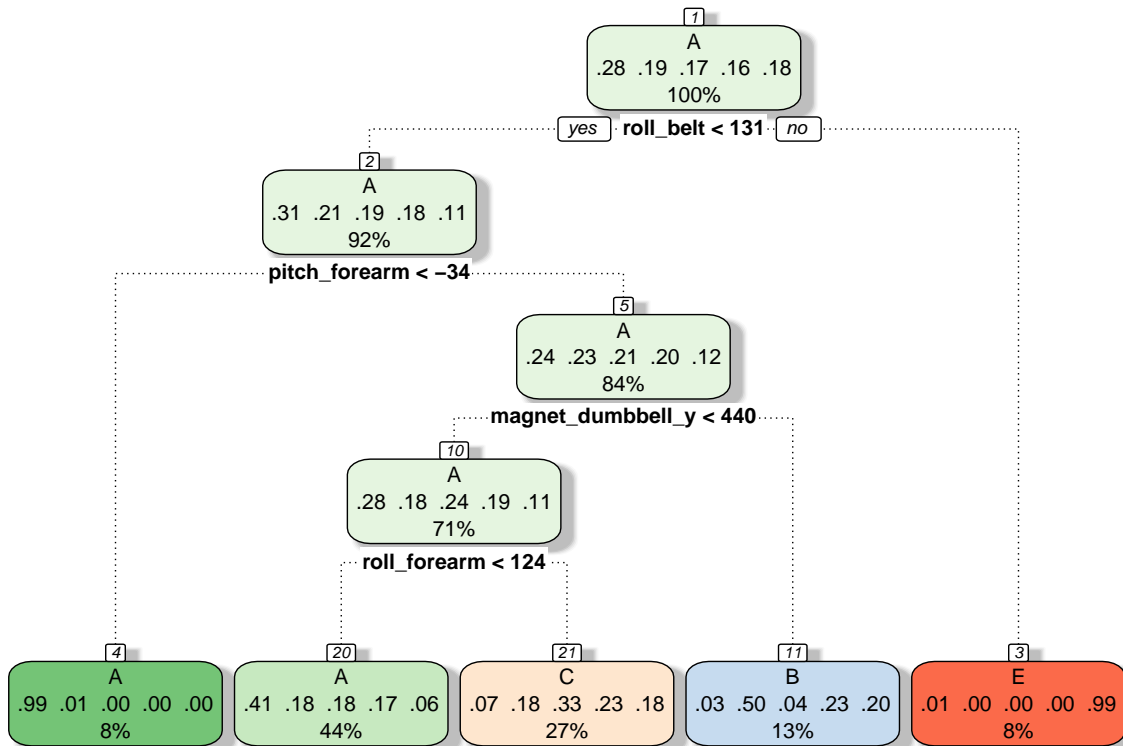 1
A
.28 .19 .17 .16 .18
100%
yes roll_belt < 131 no
2
A
.31 .21 .19 .18 .11
92%
pitch_forearm < −34
5
A
.24 .23 .21 .20 .12
84%
magnet_dumbbell_y < 440
10
A
.28 .18 .24 .19 .11
71%
roll_forearm < 124
4
A
.99 .01 .00 .00 .00
8%
20
A
.41 .18 .18 .17 .06
44%
21
C
.07 .18 .33 .23 .18
27%
11
B
.03 .50 .04 .23 .20
13%
3
E
.01 .00 .00 .00 .99
8%